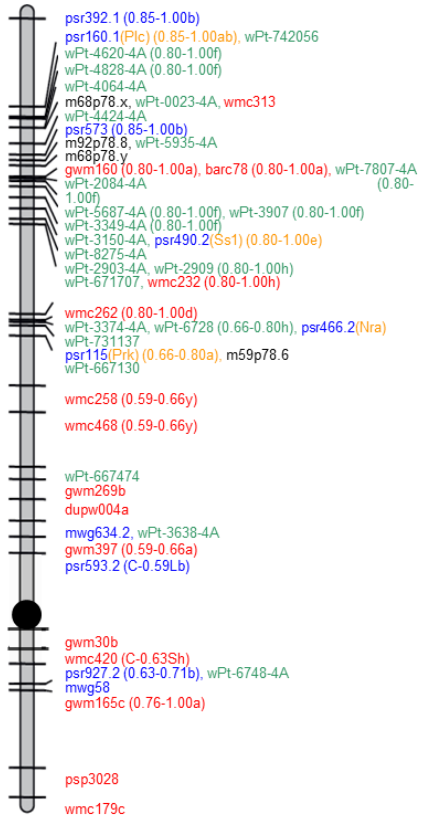 psr392.1 (0.85-1.00b)
psr160.1(Plc) (0.85-1.00ab), wPt-742056
wPt-4620-4A (0.80-1.00f)
wPt-4828-4A (0.80-1.00f)
wPt-4064-4A
m68p78.x, wPt-0023-4A, wmc313
wPt-4424-4A
psr573 (0.85-1.00b)
m92p78.8, wPt-5935-4A
m68p78.y
gwm160 (0.80-1.00a), barc78 (0.80-1.00a), wPt-7807-4A
wPt-2084-4A (0.80-
1.00f)
wPt-5687-4A (0.80-1.00f), wPt-3907 (0.80-1.00f)
wPt-3349-4A (0.80-1.00f)
wPt-3150-4A, psr490.2(Ss1) (0.80-1.00e)
wPt-8275-4A
wPt-2903-4A, wPt-2909 (0.80-1.00h)
wPt-671707, wmc232 (0.80-1.00h)
wmc262 (0.80-1.00d)
wPt-3374-4A, wPt-6728 (0.66-0.80h), psr466.2(Nra)
wPt-731137
psr115(Prk) (0.66-0.80a), m59p78.6
wPt-667130
wmc258 (0.59-0.66y)
wmc468 (0.59-0.66y)
wPt-667474
gwm269b
dupw004a
mwg634.2, wPt-3638-4A
gwm397 (0.59-0.66a)
psr593.2 (C-0.59Lb)
gwm30b
wmc420 (C-0.63Sh)
psr927.2 (0.63-0.71b), wPt-6748-4A
mwg58
gwm165c (0.76-1.00a)
psp3028
wmc179c